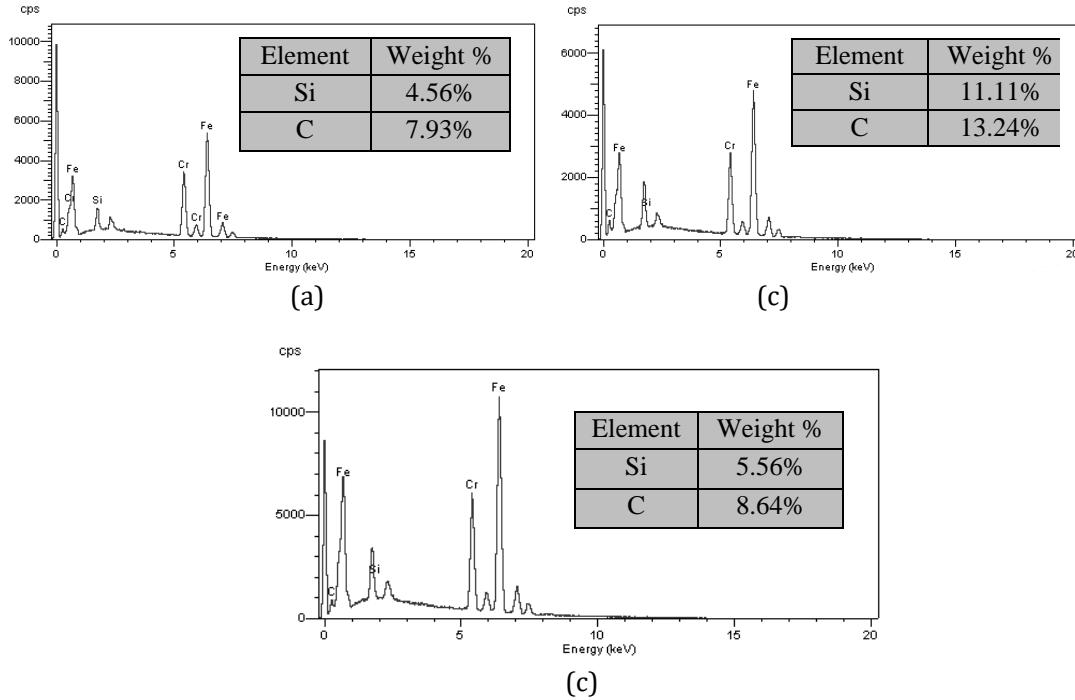 cps
10000
8000
6000
4000
2000
0
Fe
Cr
C
Si
Cr
Cr
Fe
Fe
0 5 10 15 20
Energy (keV)
Element Weight %
Si 4.56%
C 7.93%
(a)
cps
6000
4000
2000
0
Fe
C
Si
Cr
Fe
0 5 10 15 20
Energy (keV)
Element Weight %
Si 11.11%
C 13.24%
(c)
cps
10000
5000
0
Fe
C
Si
Cr
Fe
0 5 10 15 20
Energy (keV)
Element Weight %
Si 5.56%
C 8.64%
(c)